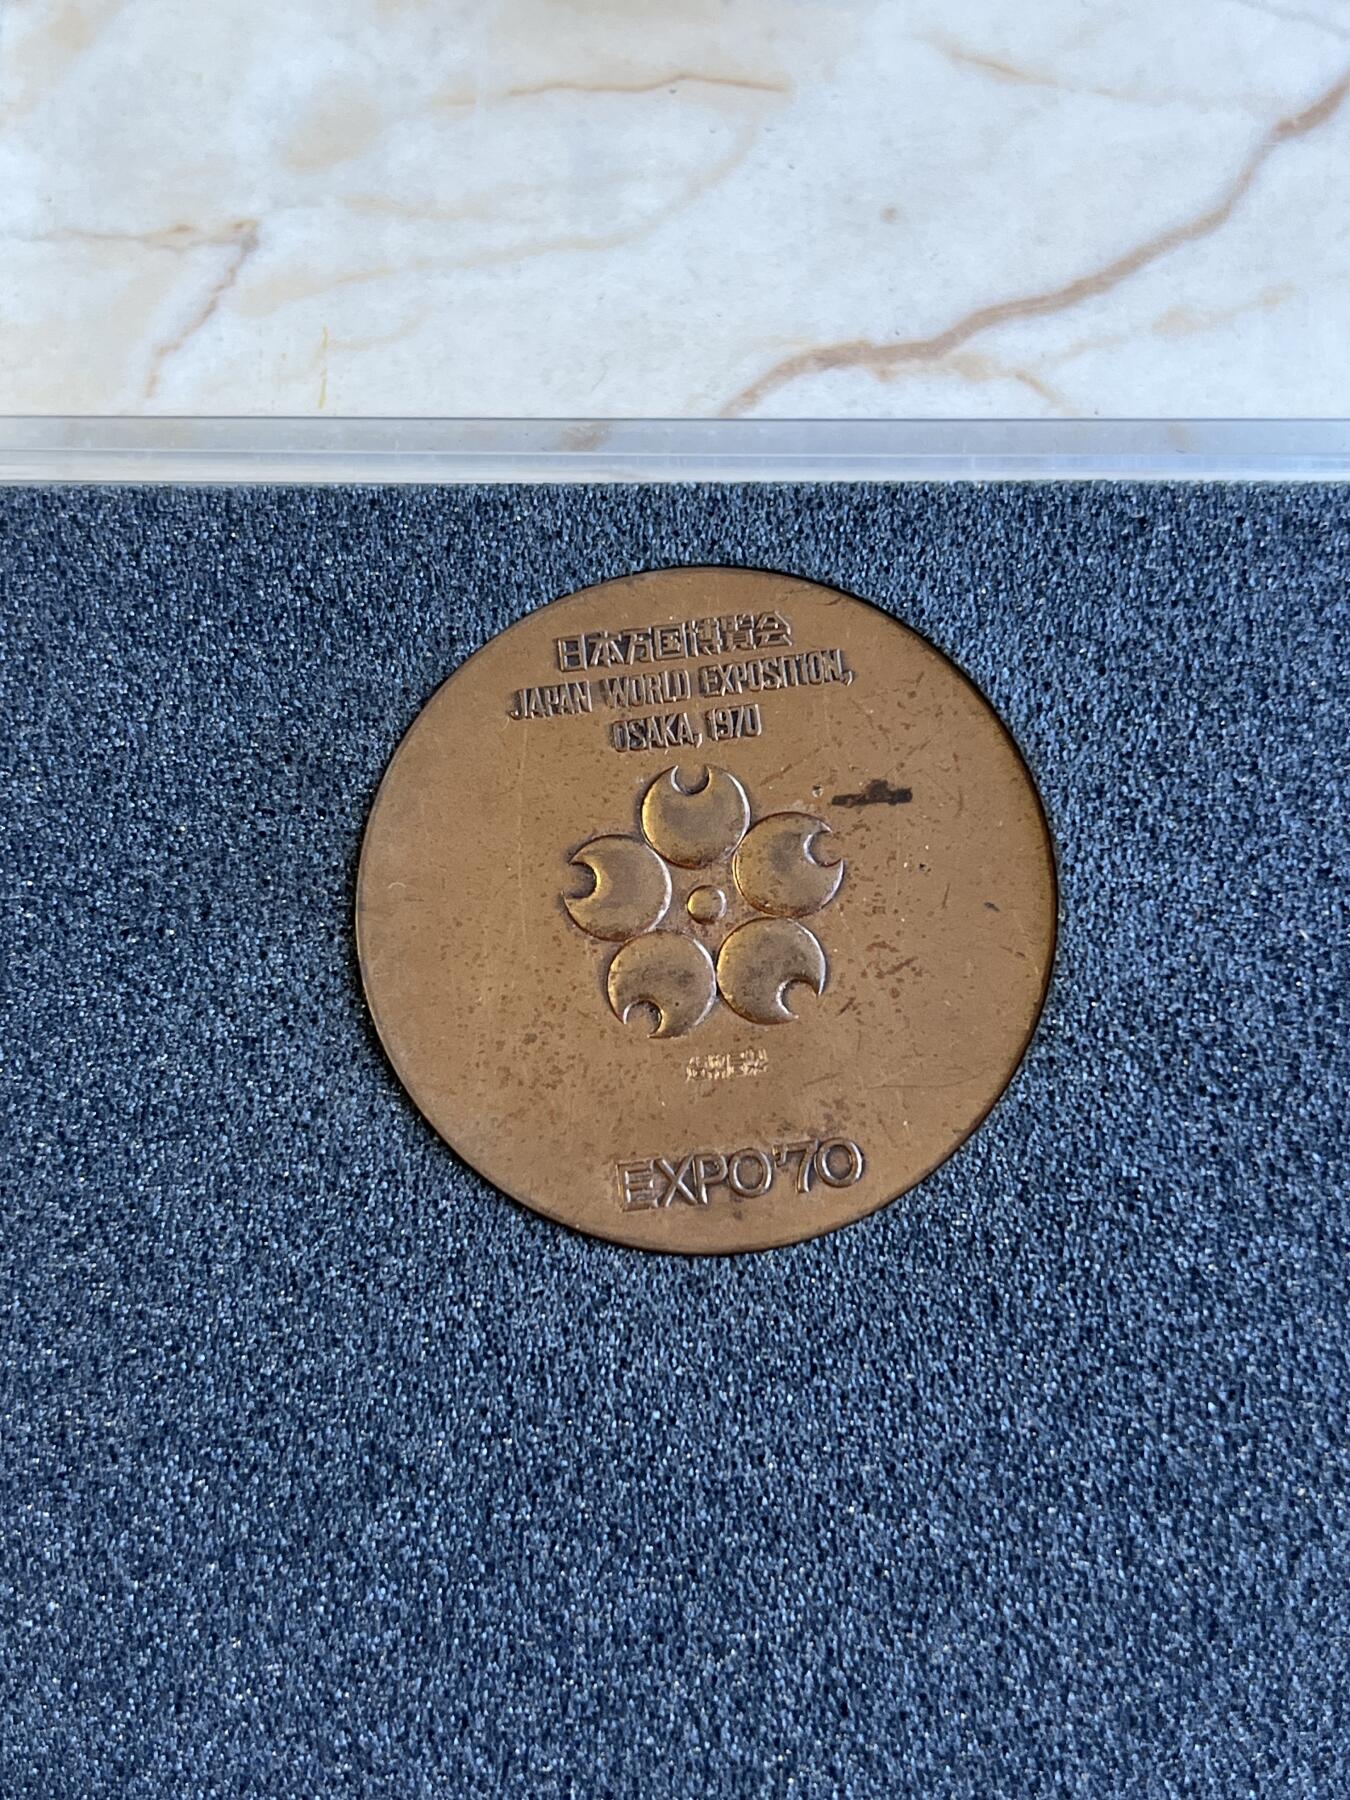 日本万国博覧会
JAPAN WORLD EXPOSITION,
OSAKA, 1970
EXPO'70